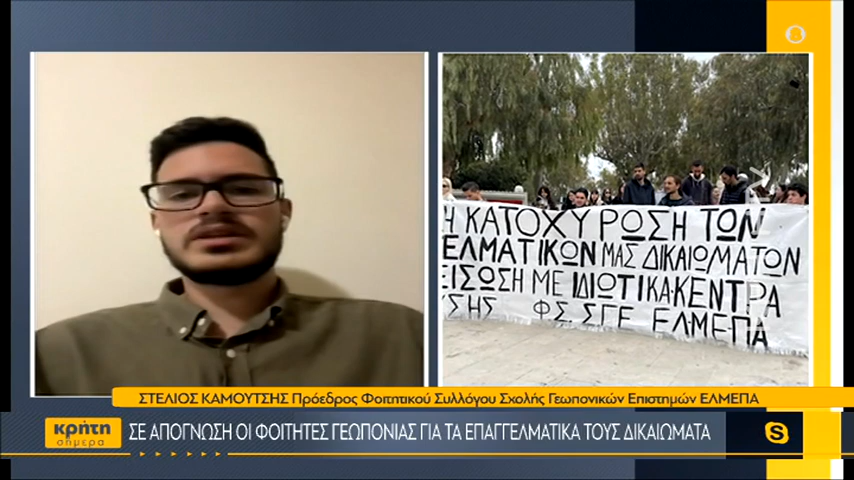 Η ΚΑΤΟΧΥΡΩΣΗ ΤΩΝ
ΕΛΜΑΤΙΚΩΝ ΜΑΣ ΔΙΚΑΙΩΜΑΤΩΝ
ΕΙΣΩΣΗ ΜΕ ΙΔΙΩΤΙΚΑ·ΚΕΝΤΡΑ
ΥΣΗΣ Φ.Σ. ΣΓΕ ΕΛΜΕΠΑ
ΣΤΕΛΙΟΣ ΚΑΜΟΥΤΣΗΣ Πρόεδρος Φοιτητικού Συλλόγου Σχολής Γεωπονικών Επιστημών ΕΛΜΕΠΑ
κρήτη
σήμερα
ΣΕ ΑΠΟΓΝΩΣΗ ΟΙ ΦΟΙΤΗΤΕΣ ΓΕΩΠΟΝΙΑΣ ΓΙΑ ΤΑ ΕΠΑΓΓΕΛΜΑΤΙΚΑ ΤΟΥΣ ΔΙΚΑΙΩΜΑΤΑ
S